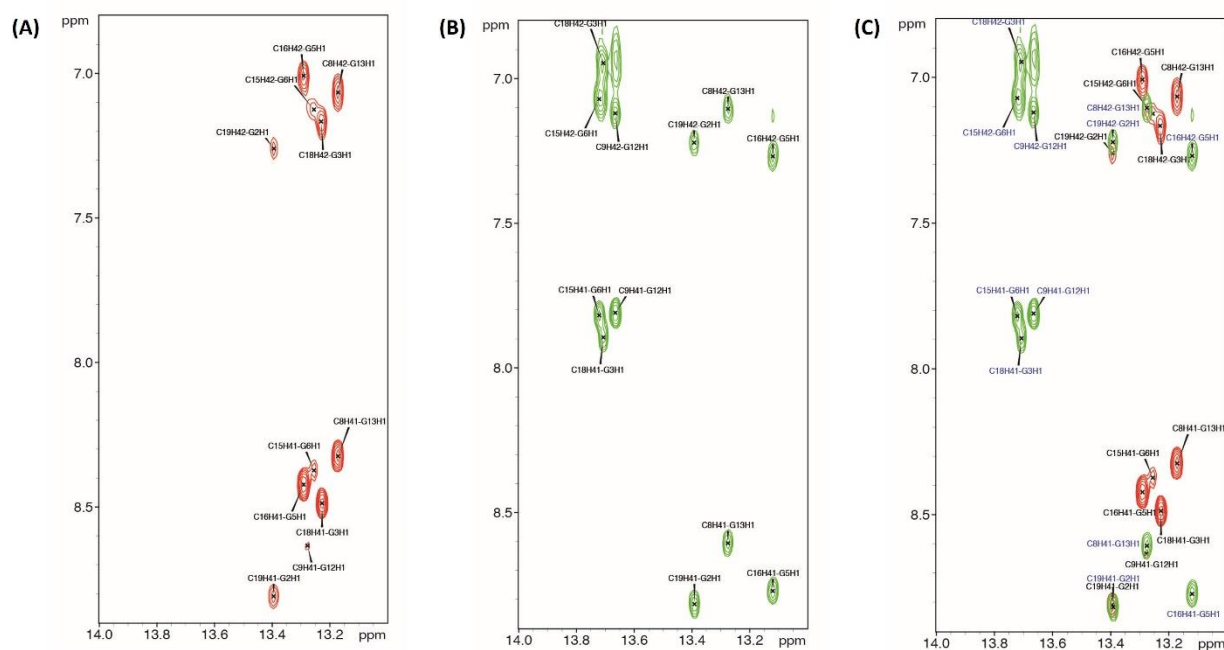 (A)
ppm
7.0
7.5
8.0
8.5
14.0
13.8
13.6
13.4
13.2
ppm
C16H42-G5H1
C15H42-G6H1
C8H42-G13H1
C19H42-G2H1
C18H42-G3H1
C8H41-G13H1
C15H41-G6H1
C16H41-G5H1
C18H41-G3H1
C9H41-G12H1
C19H41-G2H1
(B)
ppm
7.0
7.5
8.0
8.5
14.0
13.8
13.6
13.4
13.2
ppm
C18H42-G3H1
C8H42-G13H1
C15H42-G6H1
C9H42-G12H1
C19H42-G2H1
C16H42-G5H1
C15H41-G6H1
C9H41-G12H1
C18H41-G3H1
C8H41-G13H1
C19H41-G2H1
C16H41-G5H1
(C)
ppm
7.0
7.5
8.0
8.5
14.0
13.8
13.6
13.4
13.2
ppm
C18H42-G3H1
C16H42-G5H1
C15H42-G6H1
C8H42-G13H1
C8H42-G13H1
C19H42-G2H1
C15H42-G6H1
C19H42-G2H1
C16H42-G5H1
C9H42-G12H1
C18H42-G3H1
C15H41-G6H1
C9H41-G12H1
C18H41-G3H1
C8H41-G13H1
C15H41-G6H1
C16H41-G5H1
C18H41-G3H1
C8H41-G13H1
C9H41-G12H1
C19H41-G2H1
C19H41-G2H1
C16H41-G5H1